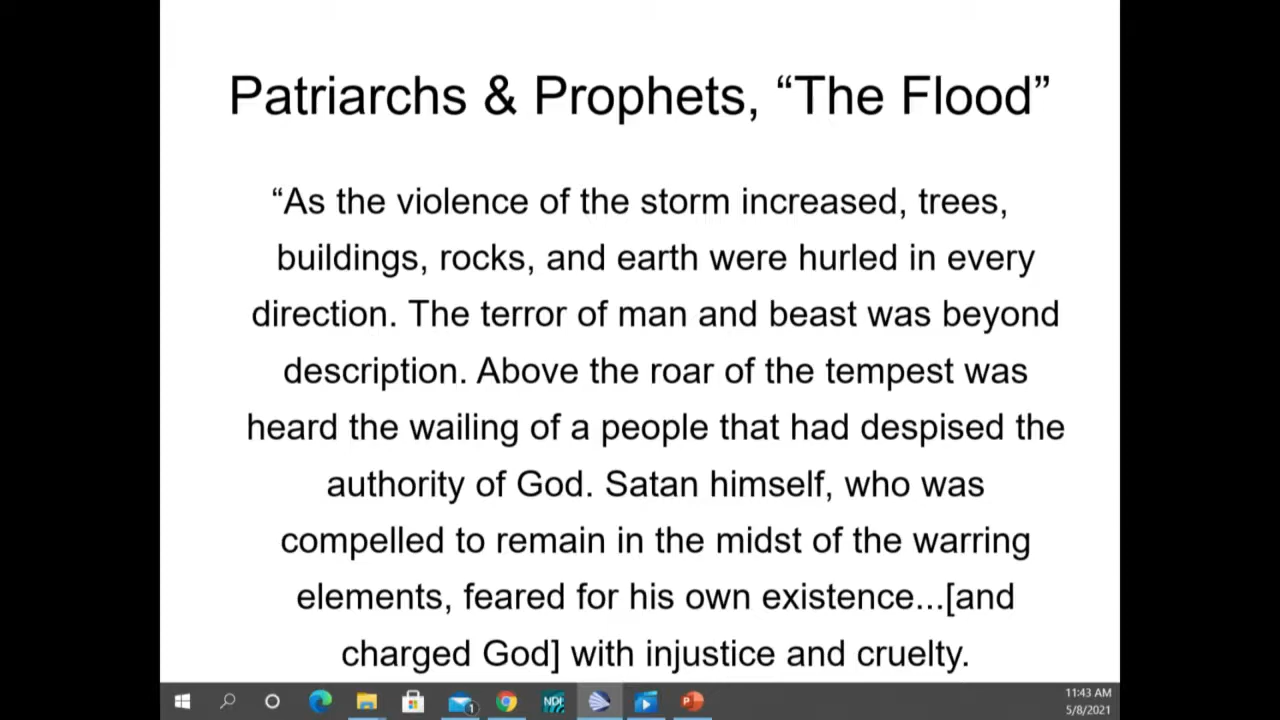 Patriarchs & Prophets, “The Flood”
“As the violence of the storm increased, trees,
buildings, rocks, and earth were hurled in every
direction. The terror of man and beast was beyond
description. Above the roar of the tempest was
heard the wailing of a people that had despised the
authority of God. Satan himself, who was
compelled to remain in the midst of the warring
elements, feared for his own existence...[and
charged God] with injustice and cruelty.
NDI
1
P
11:43 AM
5/8/2021